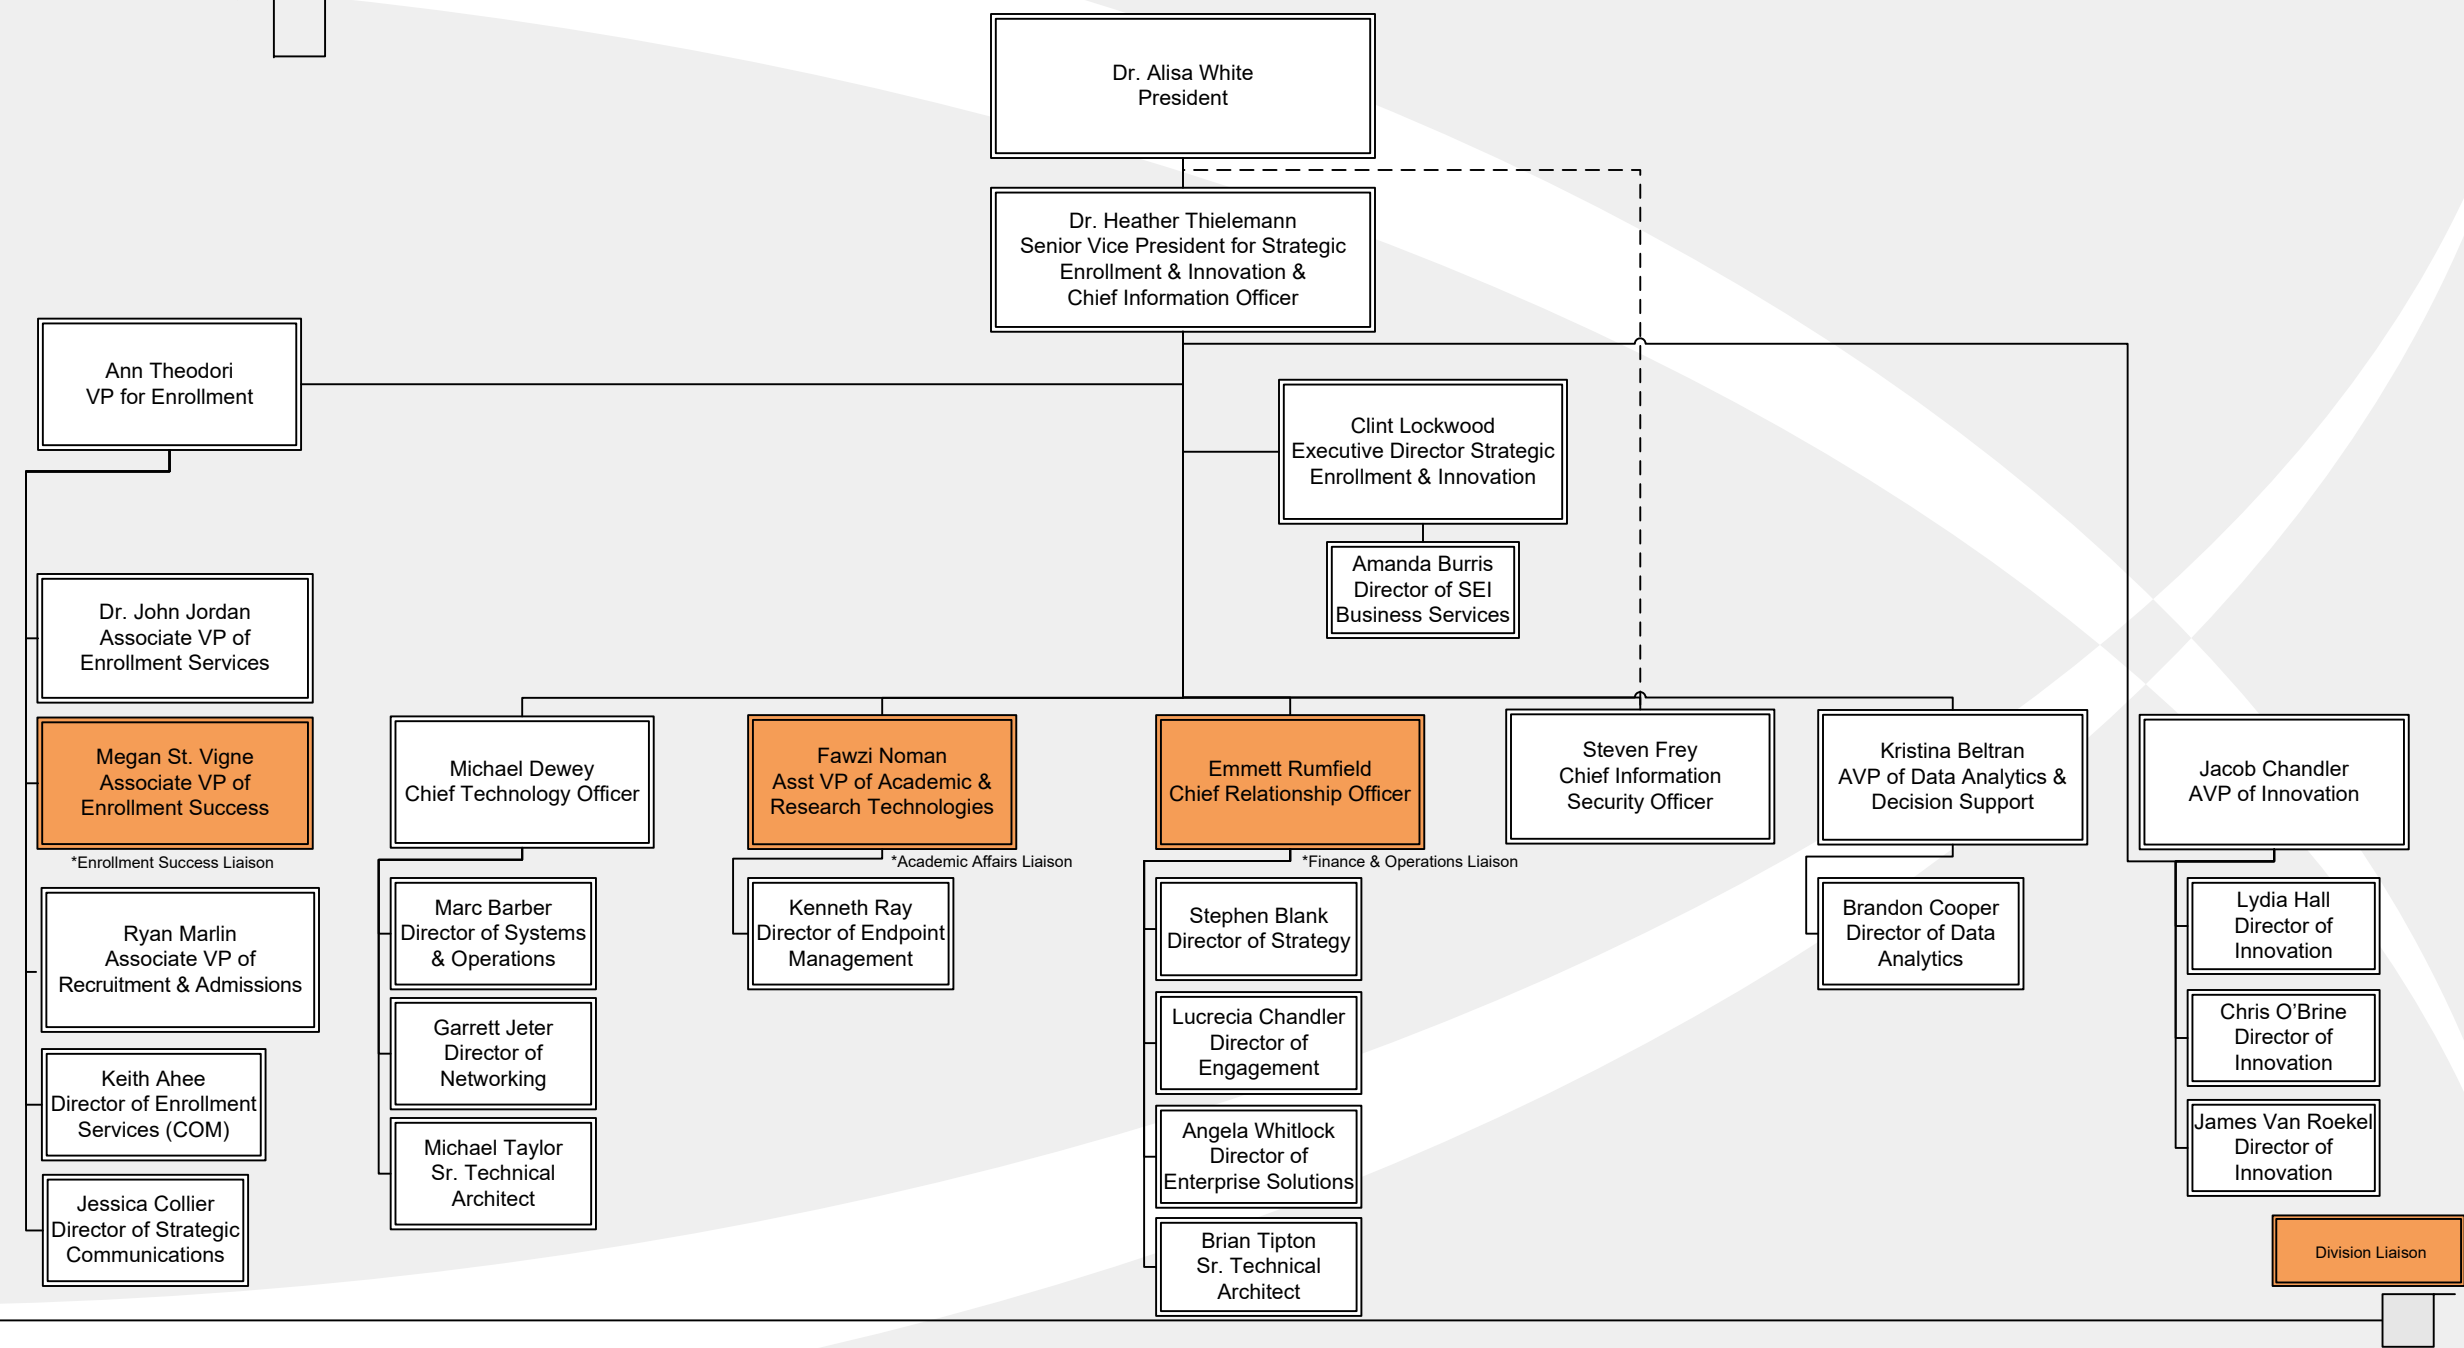 Dr. Alisa White
President
Dr. Heather Thielemann
Senior Vice President for Strategic
Enrollment & Innovation &
Chief Information Officer
Ann Theodori
VP for Enrollment
Clint Lockwood
Executive Director Strategic
Enrollment & Innovation
Amanda Burris
Director of SEI
Business Services
Dr. John Jordan
Associate VP of
Enrollment Services
Megan St. Vigne
Associate VP of
Enrollment Success
*Enrollment Success Liaison
Ryan Marlin
Associate VP of
Recruitment & Admissions
Keith Ahee
Director of Enrollment
Services (COM)
Jessica Collier
Director of Strategic
Communications
Michael Dewey
Chief Technology Officer
Marc Barber
Director of Systems
& Operations
Garrett Jeter
Director of
Networking
Michael Taylor
Sr. Technical
Architect
Fawzi Noman
Asst VP of Academic &
Research Technologies
*Academic Affairs Liaison
Kenneth Ray
Director of Endpoint
Management
Emmett Rumfield
Chief Relationship Officer
*Finance & Operations Liaison
Stephen Blank
Director of Strategy
Lucrecia Chandler
Director of
Engagement
Angela Whitlock
Director of
Enterprise Solutions
Brian Tipton
Sr. Technical
Architect
Steven Frey
Chief Information
Security Officer
Kristina Beltran
AVP of Data Analytics &
Decision Support
Brandon Cooper
Director of Data
Analytics
Jacob Chandler
AVP of Innovation
Lydia Hall
Director of
Innovation
Chris O’Brine
Director of
Innovation
James Van Roekel
Director of
Innovation
Division Liaison